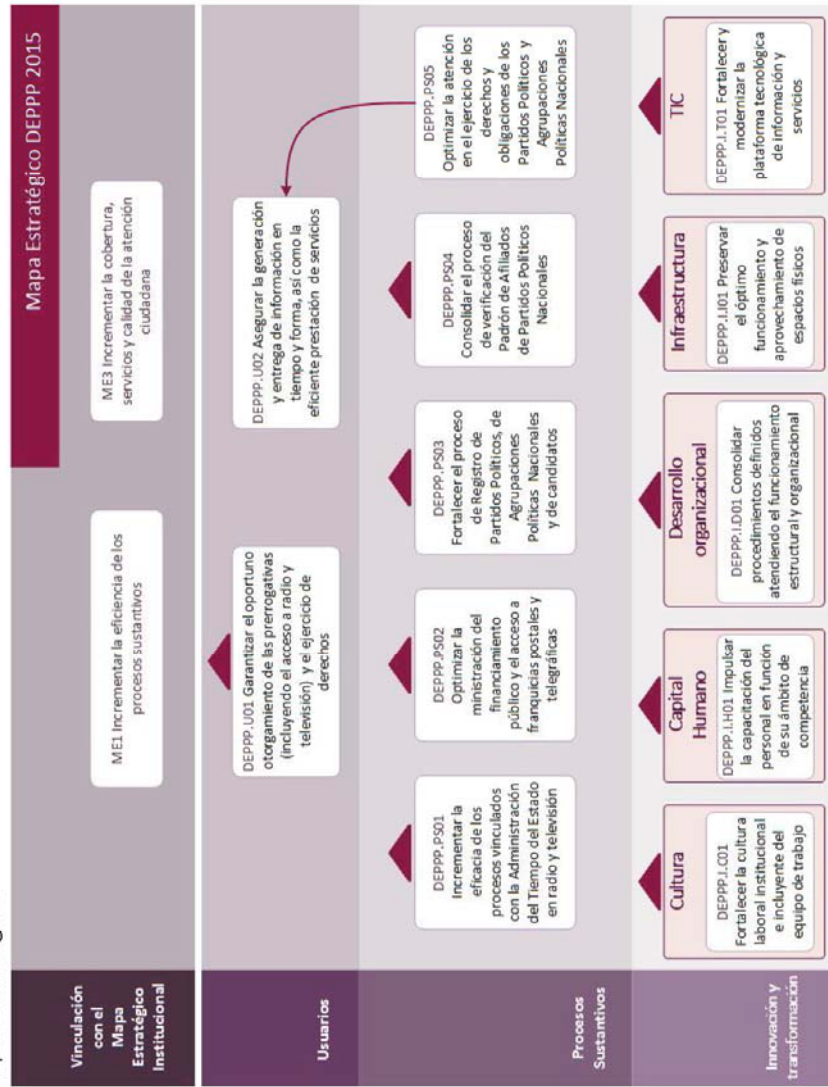 Mapa Estratégico DEPPP 2015
Vinculación
con el
Mapa
Estratégico
Institucional
ME1 Incrementar la eficiencia de los
procesos sustantivos
ME3 Incrementar la cobertura,
servicios y calidad de la atención
ciudadana
Usuarios
DEPPP.U01 Garantizar el oportuno
otorgamiento de las prerrogativas
(incluyendo el acceso a radio y
televisión) y el ejercicio de
derechos
DEPPP.U02 Asegurar la generación
y entrega de información en
tiempo y forma, así como la
eficiente prestación de servicios
Procesos
Sustantivos
DEPPP.PS01
Incrementar la
eficacia de los
procesos vinculados
con la Administración
del Tiempo del Estado
en radio y televisión
DEPPP.PS02
Optimizar la
ministración del
financiamiento
público y el acceso a
franquicias postales y
telegráficas
DEPPP.PS03
Fortalecer el proceso
de Registro de
Partidos Políticos, de
Agrupaciones
Políticas Nacionales
y de candidatos
DEPPP.PS04
Consolidar el proceso
de verificación del
Padrón de Afiliados
de Partidos Políticos
Nacionales
DEPPP.PS05
Optimizar la atención
en el ejercicio de los
derechos y
obligaciones de los
Partidos Políticos y
Agrupaciones
Políticas Nacionales
Innovación y
transformación
Cultura
DEPPP.I.C01
Fortalecer la cultura
laboral institucional
e incluyente del
equipo de trabajo
Capital
Humano
DEPPP.I.H01 Impulsar
la capacitación del
personal en función
de su ámbito de
competencia
Desarrollo
organizacional
DEPPP.I.D01 Consolidar
procedimientos definidos
atendiendo el funcionamiento
estructural y organizacional
Infraestructura
DEPPP.I.I01 Preservar
el óptimo
funcionamiento y
aprovechamiento de
espacios físicos
TIC
DEPPP.I.T01 Fortalecer y
modernizar la
plataforma tecnológica
de información y
servicios